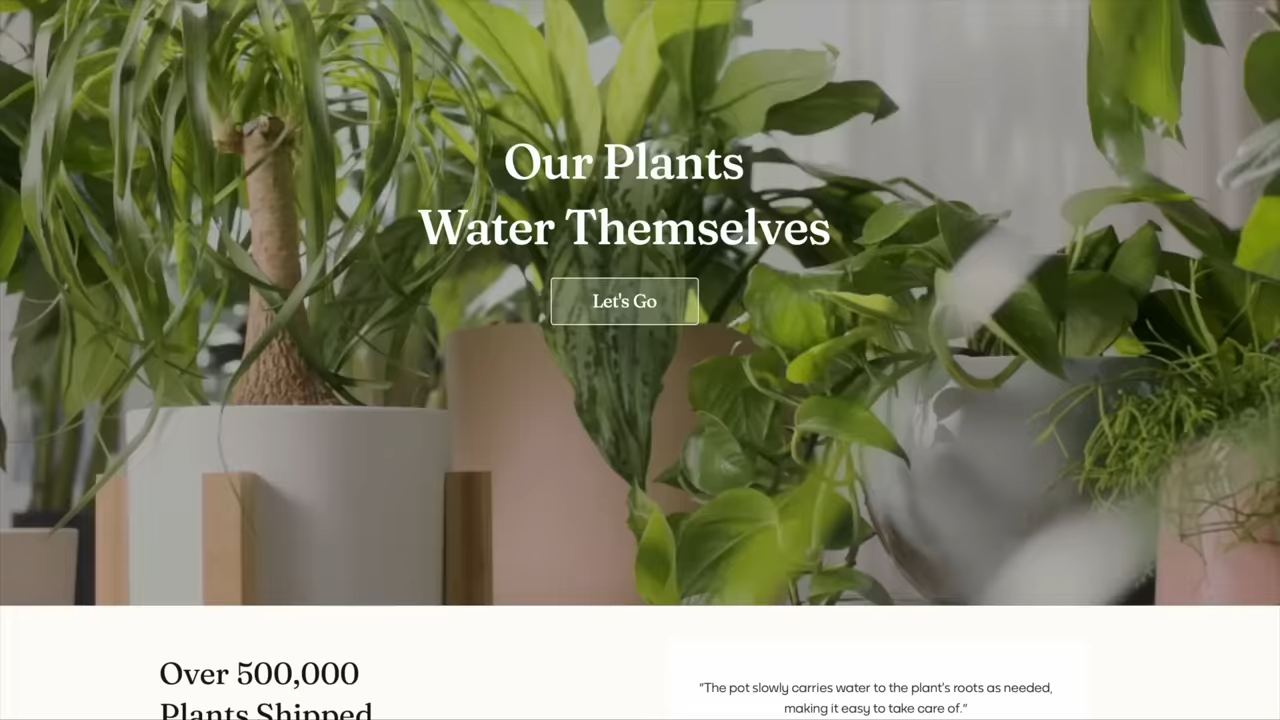 Our Plants
Water Themselves
Let's Go
Over 500,000
Plants Shipped
"The pot slowly carries water to the plant's roots as needed,
making it easy to take care of."